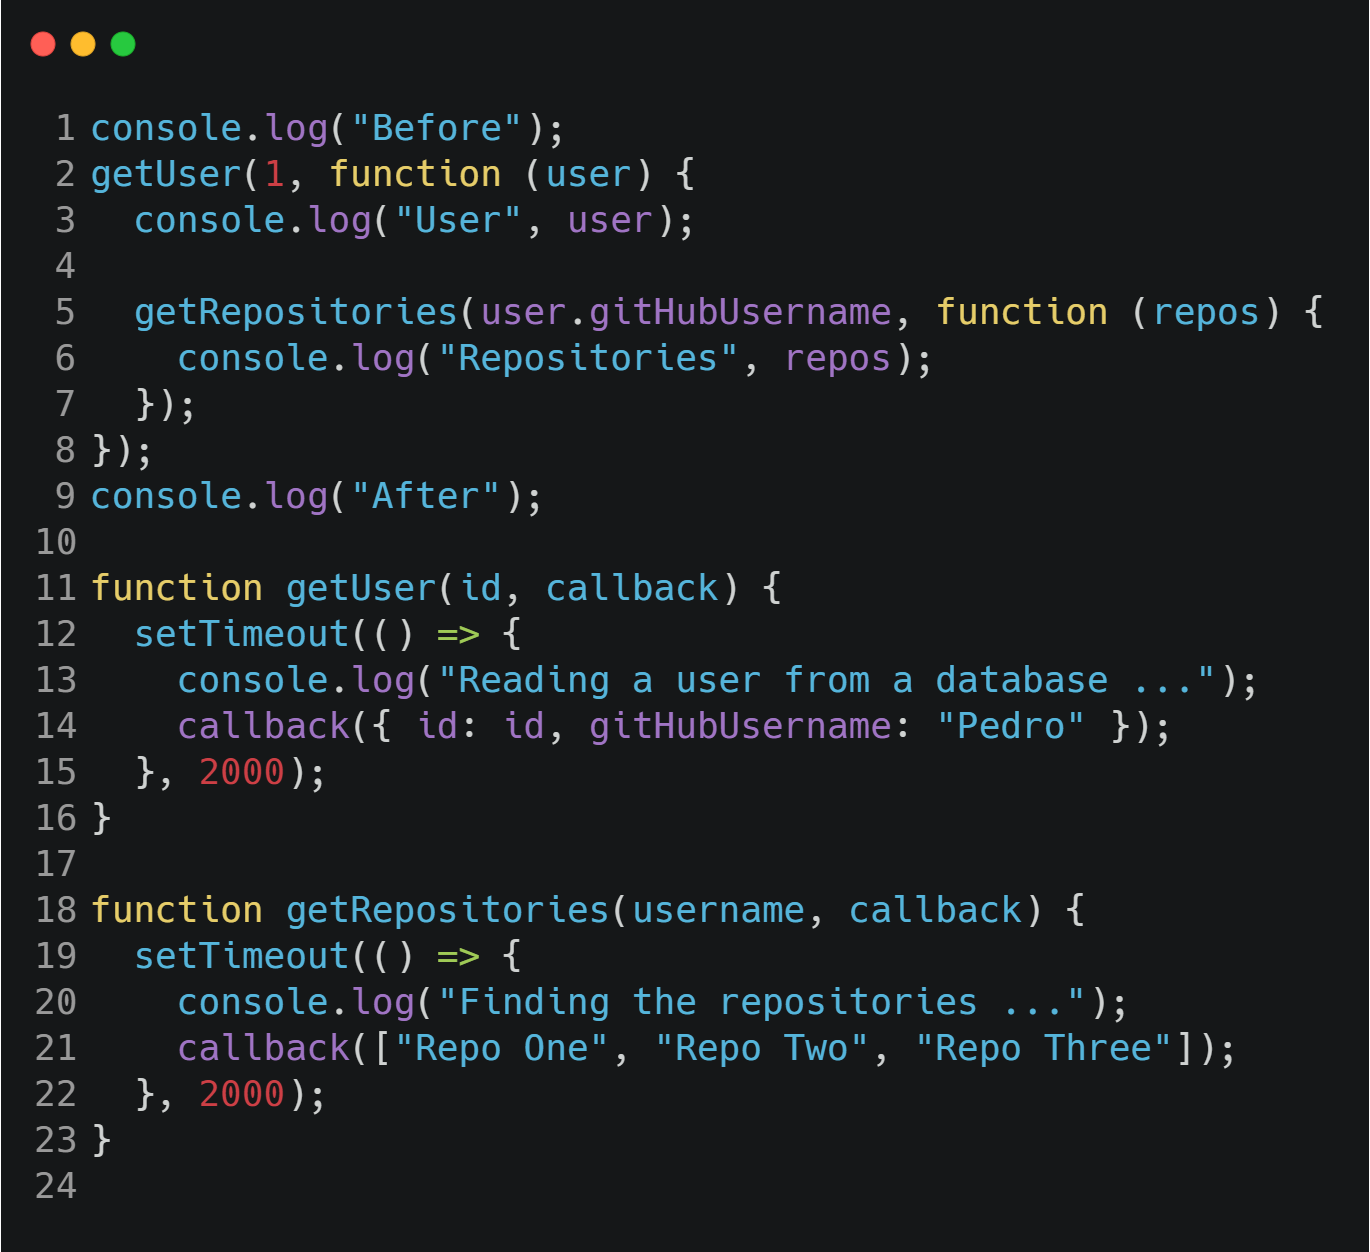 1 console.log("Before");
2 getUser(1, function (user) {
3   console.log("User", user);
4
5   getRepositories(user.gitHubUsername, function (repos) {
6     console.log("Repositories", repos);
7   });
8 });
9 console.log("After");
10
11 function getUser(id, callback) {
12   setTimeout(() => {
13     console.log("Reading a user from a database ...");
14     callback({ id: id, gitHubUsername: "Pedro" });
15   }, 2000);
16 }
17
18 function getRepositories(username, callback) {
19   setTimeout(() => {
20     console.log("Finding the repositories ...");
21     callback(["Repo One", "Repo Two", "Repo Three"]);
22   }, 2000);
23 }
24